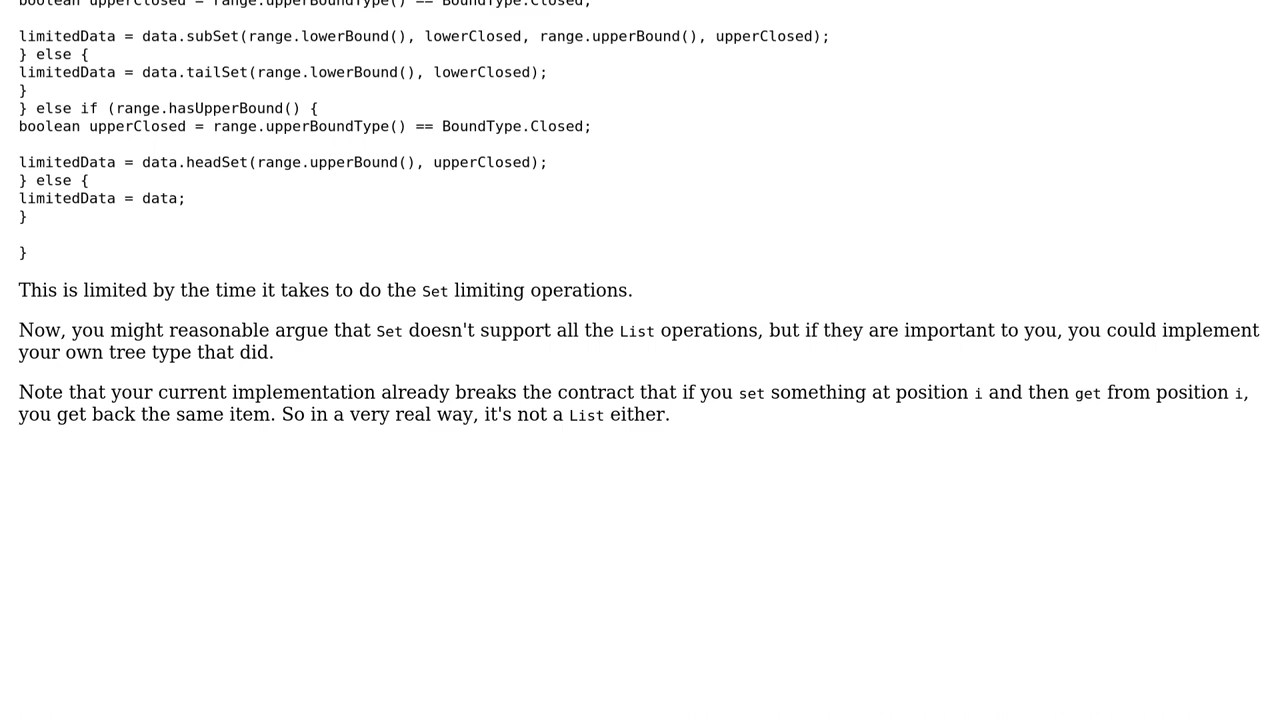 boolean upperClosed = range.upperBoundType() == BoundType.Closed;
limitedData = data.subSet(range.lowerBound(), lowerClosed, range.upperBound(), upperClosed);
} else {
limitedData = data.tailSet(range.lowerBound(), lowerClosed);
}
} else if (range.hasUpperBound() {
boolean upperClosed = range.upperBoundType() == BoundType.Closed;
limitedData = data.headSet(range.upperBound(), upperClosed);
} else {
limitedData = data;
}
}
This is limited by the time it takes to do the Set limiting operations.
Now, you might reasonable argue that Set doesn't support all the List operations, but if they are important to you, you could implement
your own tree type that did.
Note that your current implementation already breaks the contract that if you set something at position i and then get from position i,
you get back the same item. So in a very real way, it's not a List either.